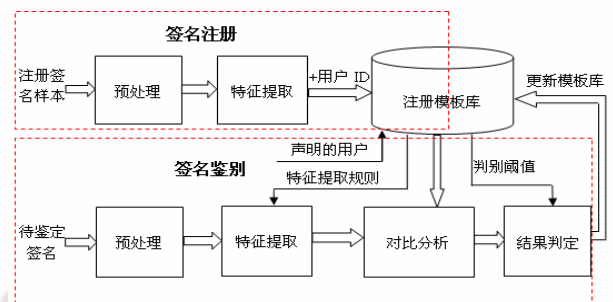 签名注册
注册签
名样本
预处理
特征提取
+用户 ID
注册模板库
更新模板库
声明的用户
签名鉴别
特征提取规则
判别阈值
待鉴定
签名
预处理
特征提取
对比分析
结果判定